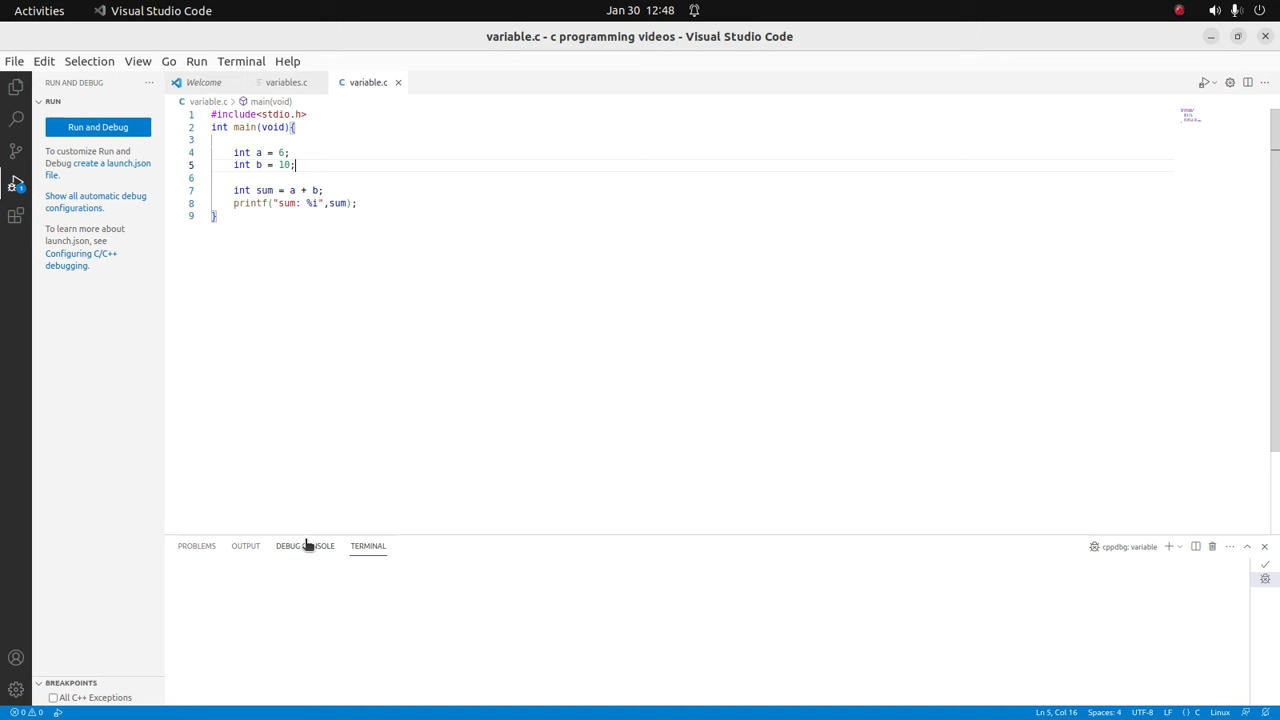 Activities Visual Studio Code Jan 30 12:48
variable.c - c programming videos - Visual Studio Code
File Edit Selection View Go Run Terminal Help
RUN AND DEBUG
RUN
Run and Debug
To customize Run and
Debug create a launch.json
file.
Show all automatic debug
configurations.
To learn more about
launch.json, see
Configuring C/C++
debugging.
BREAKPOINTS
All C++ Exceptions
1
Welcome variables.c C variable.c
C variable.c > main(void)
1 #include<stdio.h>
2 int main(void){
3
4 int a = 6;
5 int b = 10;
6
7 int sum = a + b;
8 printf("sum: %i",sum);
9 }
PROBLEMS OUTPUT DEBUG CONSOLE TERMINAL cppdbg: variable
0 0 Ln 5, Col 16 Spaces: 4 UTF-8 LF {} C Linux